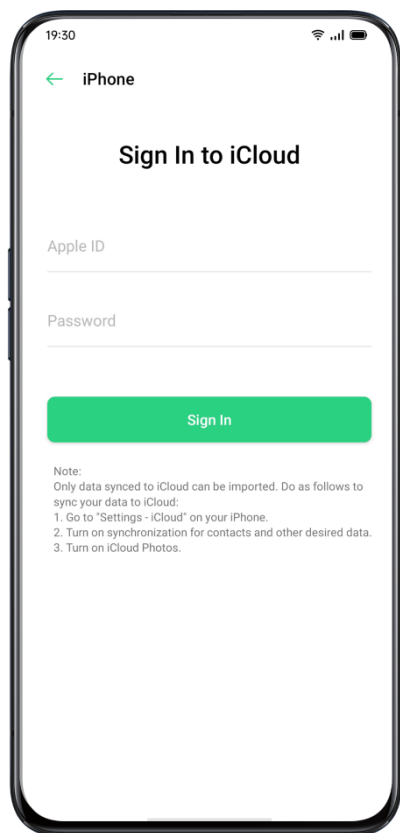 19:30
iPhone
Sign In to iCloud
Apple ID
Password
Sign In
Note:
Only data synced to iCloud can be imported. Do as follows to
sync your data to iCloud:
1. Go to "Settings - iCloud" on your iPhone.
2. Turn on synchronization for contacts and other desired data.
3. Turn on iCloud Photos.